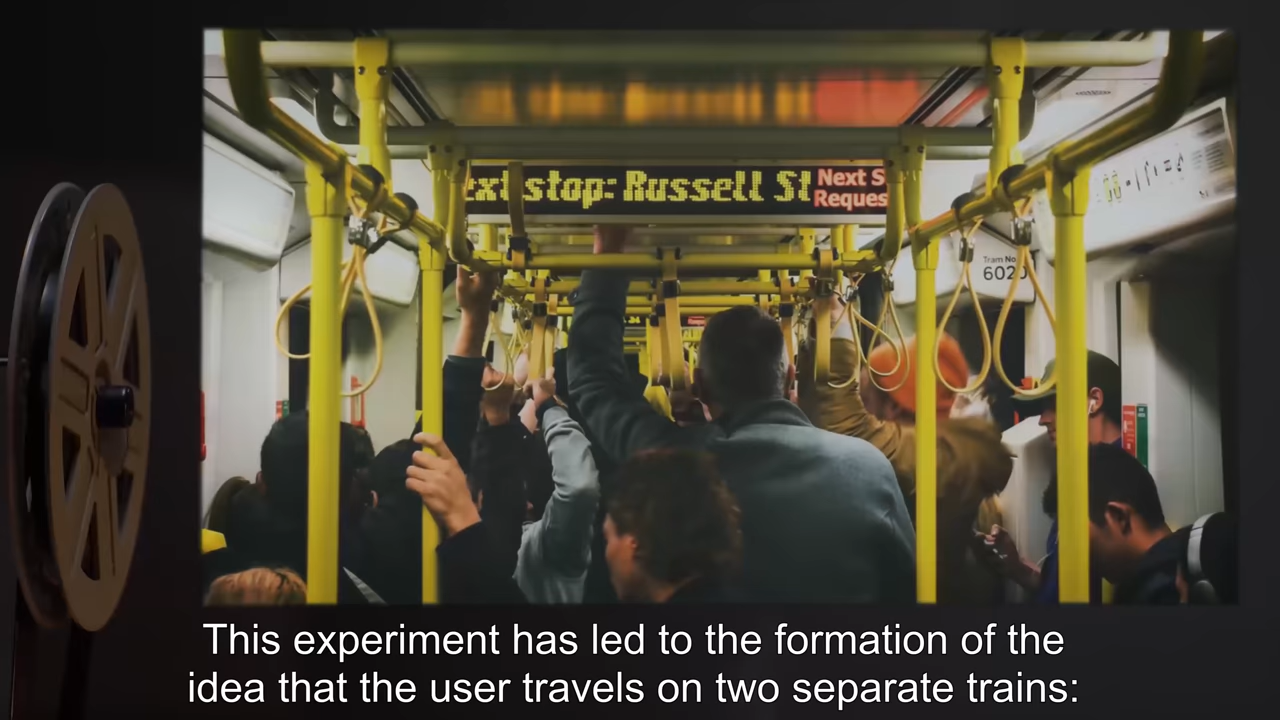 ext stop: Russell St
Next S
Reques
Tram No.
6020
This experiment has led to the formation of the
idea that the user travels on two separate trains: